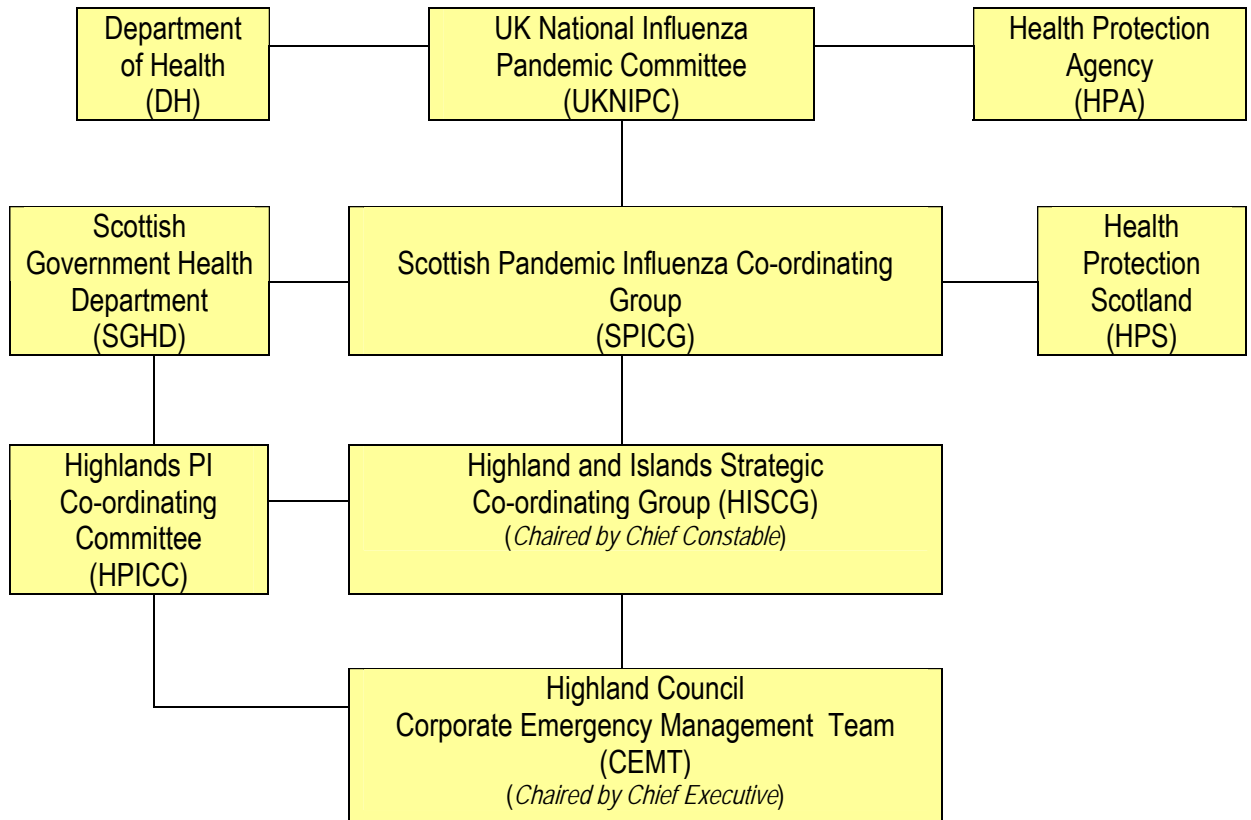 Department
of Health
(DH)
UK National Influenza
Pandemic Committee
(UKNIPC)
Health Protection
Agency
(HPA)
Scottish
Government Health
Department
(SGHD)
Scottish Pandemic Influenza Co-ordinating
Group
(SPICG)
Health
Protection
Scotland
(HPS)
Highlands PI
Co-ordinating
Committee
(HPICC)
Highland and Islands Strategic
Co-ordinating Group (HISCG)
(Chaired by Chief Constable)
Highland Council
Corporate Emergency Management Team
(CEMT)
(Chaired by Chief Executive)